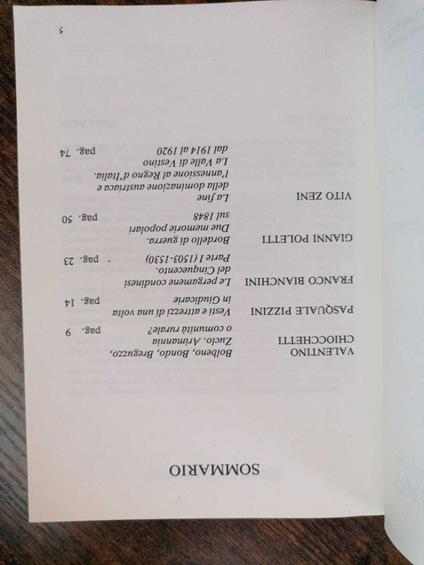 SOMMARIO
VALENTINO CHIOCCHETTI
Bolbeno, Bondo, Breguzzo,
Zuclo. Arimannia
o comunità rurale? pag. 9
PASQUALE PIZZINI
Vesti e attrezzi di una volta
in Giudicarie pag. 14
FRANCO BIANCHINI
Le pergamene condinesi
del Cinquecento.
Parte I (1503-1530) pag. 23
GIANNI POLETTI
Bordello di guerra.
Due memorie popolari
sul 1848 pag. 50
VITO ZENI
La fine
della dominazione austriaca e
l'annessione al Regno d'Italia.
La Valle di Vestino
dal 1914 al 1920 pag. 74
5